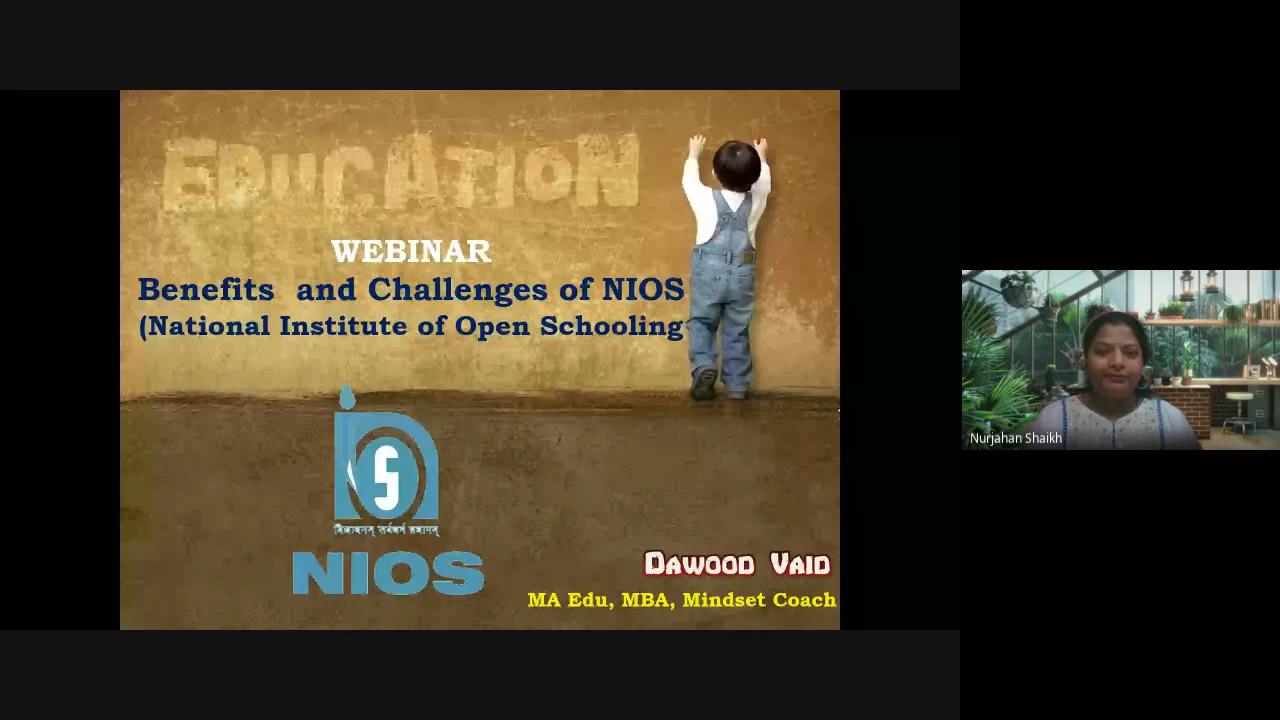 EDUCATION
WEBINAR
Benefits and Challenges of NIOS
(National Institute of Open Schooling
NIOS
DAWOOD VAID
MA Edu, MBA, Mindset Coach
Nurjahan Shaikh